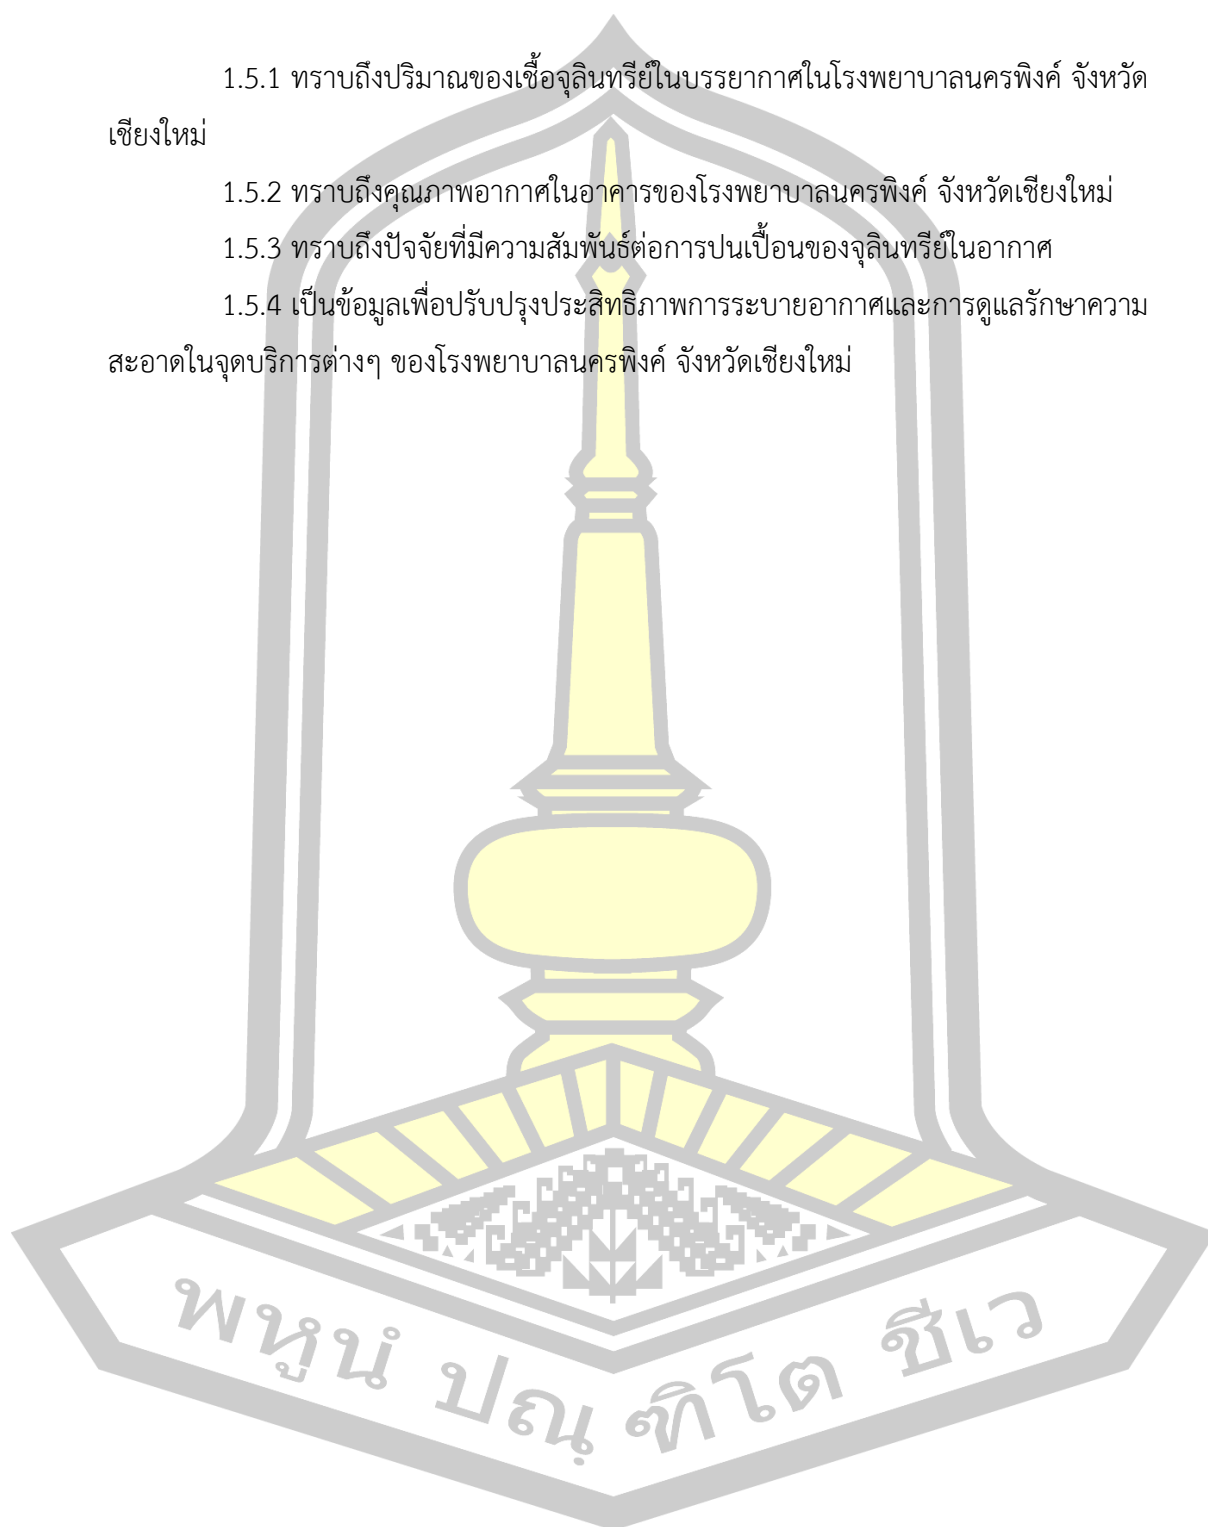 1.5.1 ทราบถึงปริมาณของเชื้อจุลินทรีย์ในบรรยากาศในโรงพยาบาลนครพิงค์ จังหวัด
เชียงใหม่
1.5.2 ทราบถึงคุณภาพอากาศในอาคารของโรงพยาบาลนครพิงค์ จังหวัดเชียงใหม่
1.5.3 ทราบถึงปัจจัยที่มีความสัมพันธ์ต่อการปนเปื้อนของจุลินทรีย์ในอากาศ
1.5.4 เป็นข้อมูลเพื่อปรับปรุงประสิทธิภาพการระบายอากาศและการดูแลรักษาความ
สะอาดในจุดบริการต่างๆ ของโรงพยาบาลนครพิงค์ จังหวัดเชียงใหม่
พหูนํ ปณฺ ฑิโต ชีเว